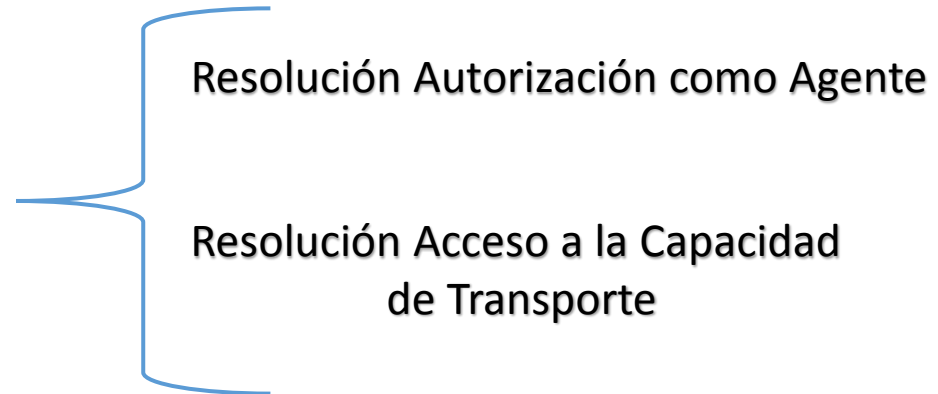 Resolución Autorización como Agente
Resolución Acceso a la Capacidad
de Transporte